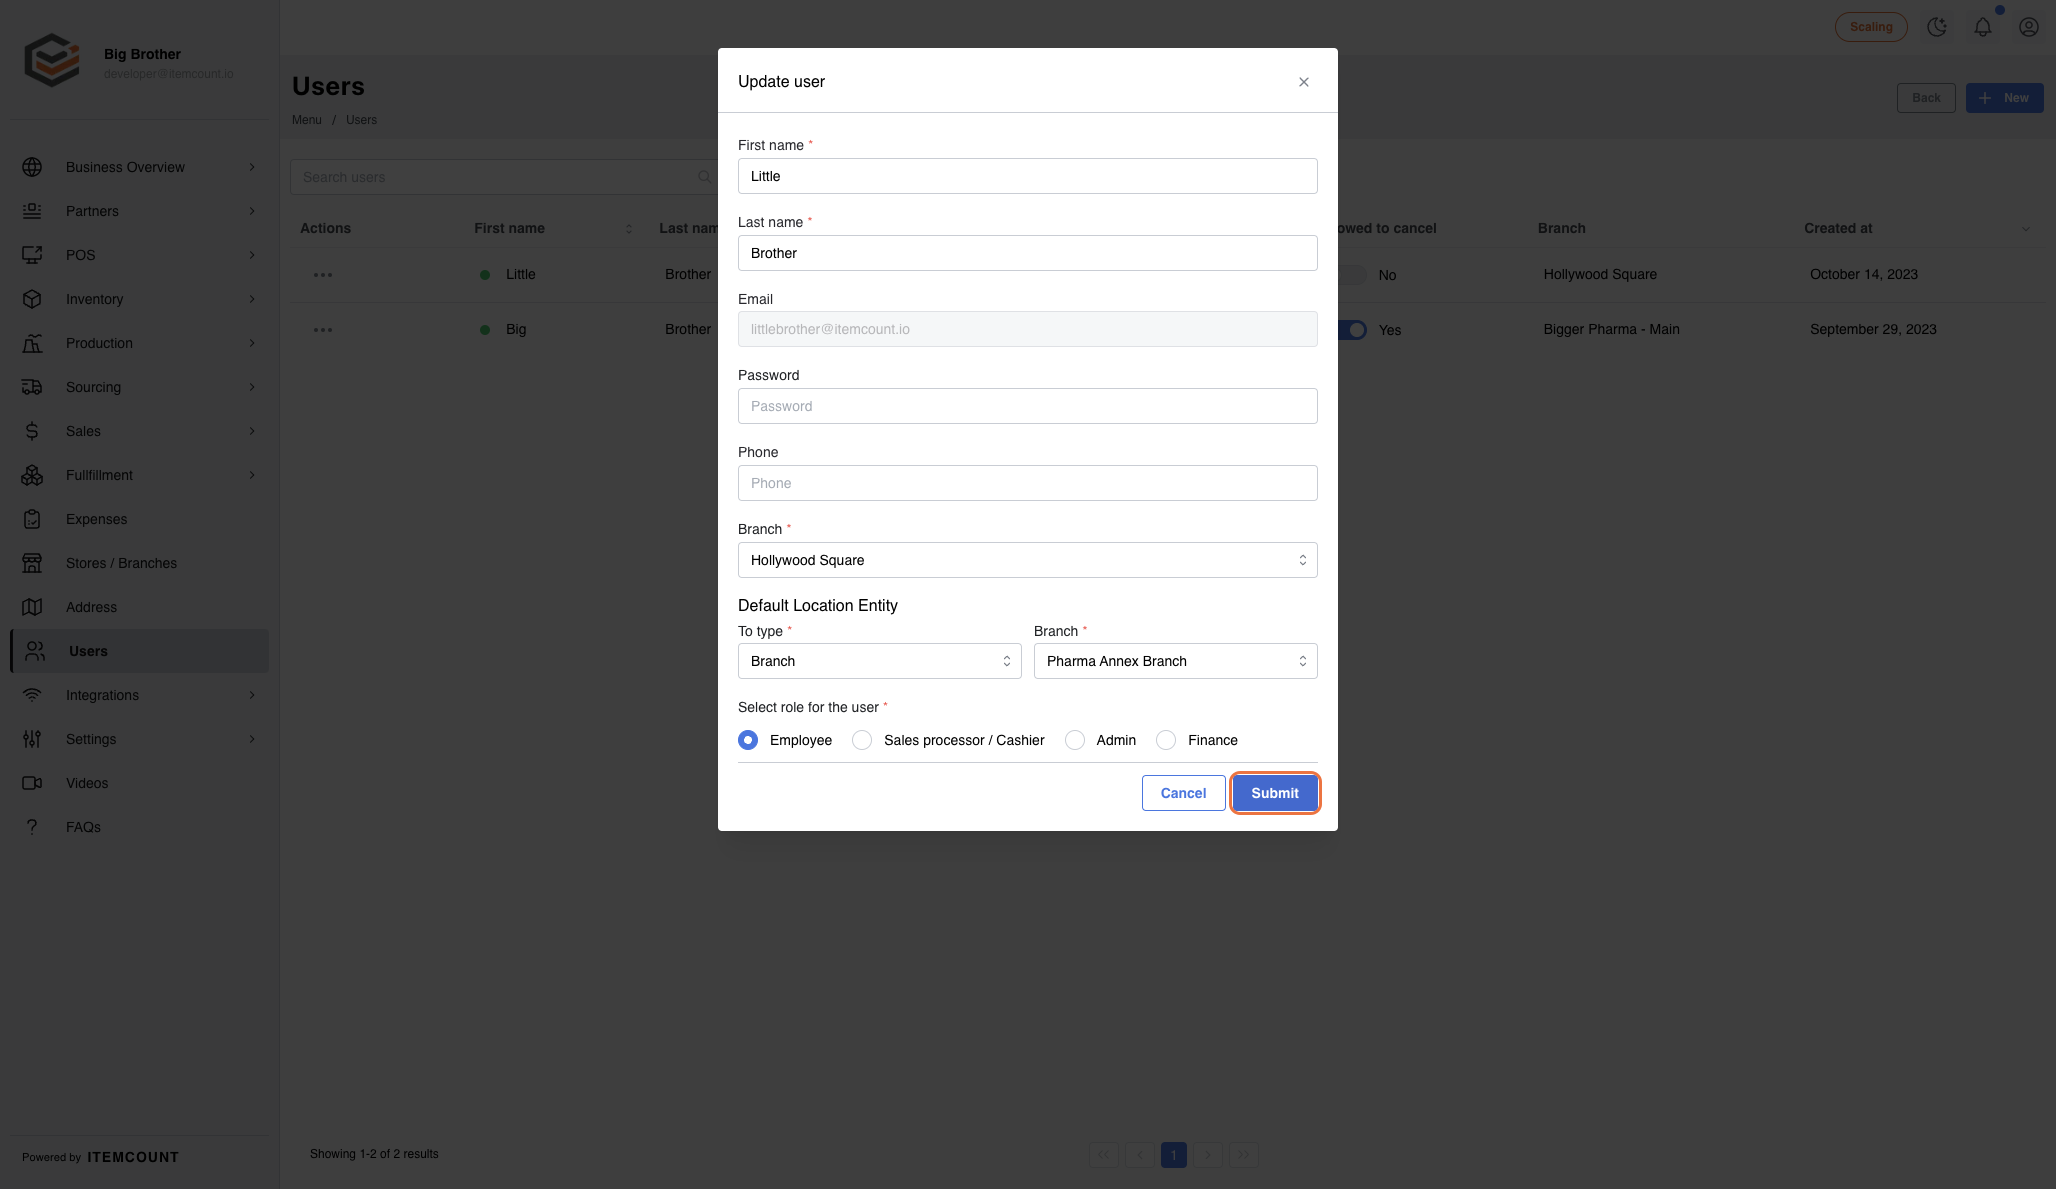 Big Brother
developer@itemcount.io
Business Overview
Partners
POS
Inventory
Production
Sourcing
Sales
Fullfillment
Expenses
Stores / Branches
Address
Users
Integrations
Settings
Videos
FAQs
Powered by ITEMCOUNT
Scaling
Users
Menu / Users
Back
New
Search users
Actions First name Last nam owed to cancel Branch Created at
Little Brother No Hollywood Square October 14, 2023
Big Brother Yes Bigger Pharma - Main September 29, 2023
Showing 1-2 of 2 results
1
Update user
First name *
Little
Last name *
Brother
Email
littlebrother@itemcount.io
Password
Password
Phone
Phone
Branch *
Hollywood Square
Default Location Entity
To type * Branch *
Branch Pharma Annex Branch
Select role for the user *
Employee Sales processor / Cashier Admin Finance
Cancel Submit